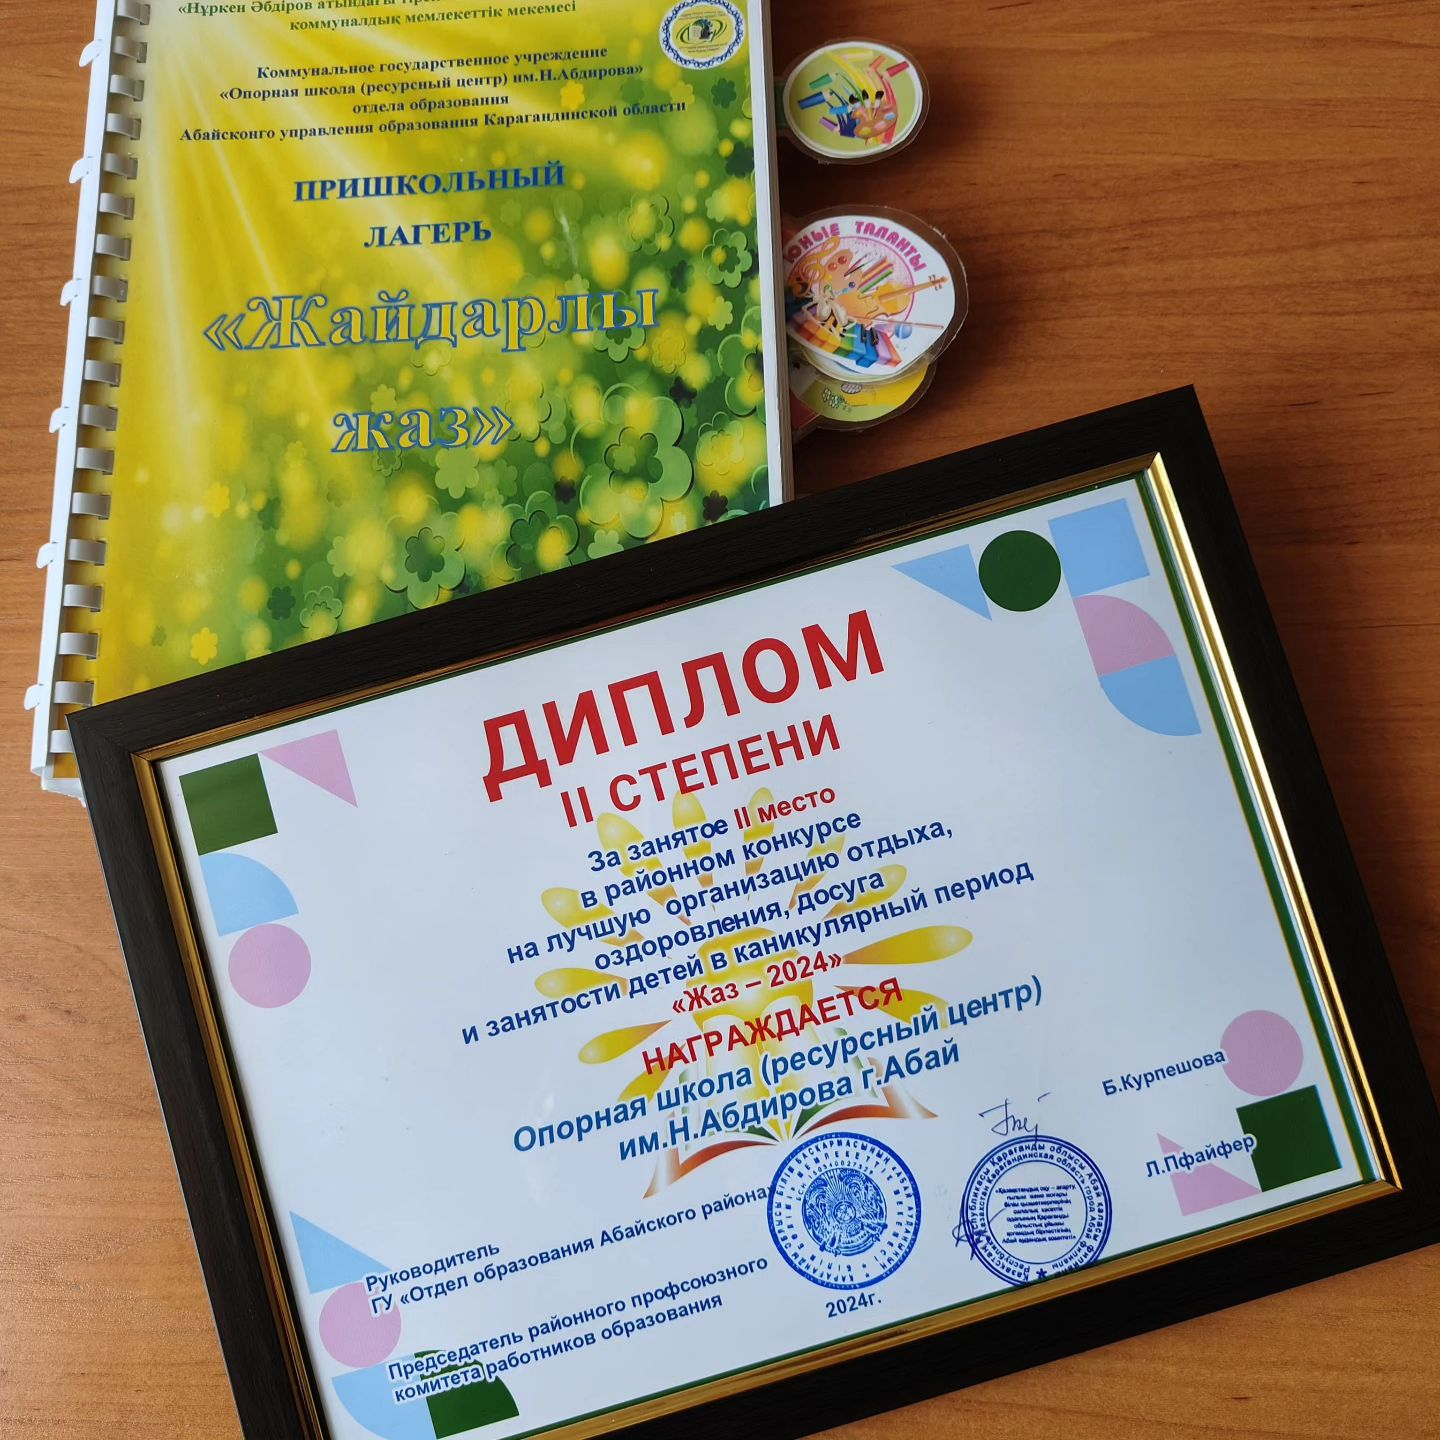 «Нұркен Әбдіров атындағы
коммуналдық мемлекеттік мекемесі
Коммунальное государственное учреждение
«Опорная школа (ресурсный центр) им.Н.Абдирова»
отдела образования
Абайсконго управления образования Карагандинской области
ПРИШКОЛЬНЫЙ
ЛАГЕРЬ
«Жайдарлы
жаз»
ЮНЫЕ ТАЛАНТЫ
ДИПЛОМ
II СТЕПЕНИ
За занятое II место
в районном конкурсе
на лучшую организацию отдыха,
оздоровления, досуга
и занятости детей в каникулярный период
«Жаз – 2024»
НАГРАЖДАЕТСЯ
Опорная школа (ресурсный центр)
им.Н.Абдирова г.Абай
Руководитель
ГУ «Отдел образования Абайского района»
Б.Курпешова
Председатель районного профсоюзного
комитета работников образования
Л.Пфайфер
2024г.